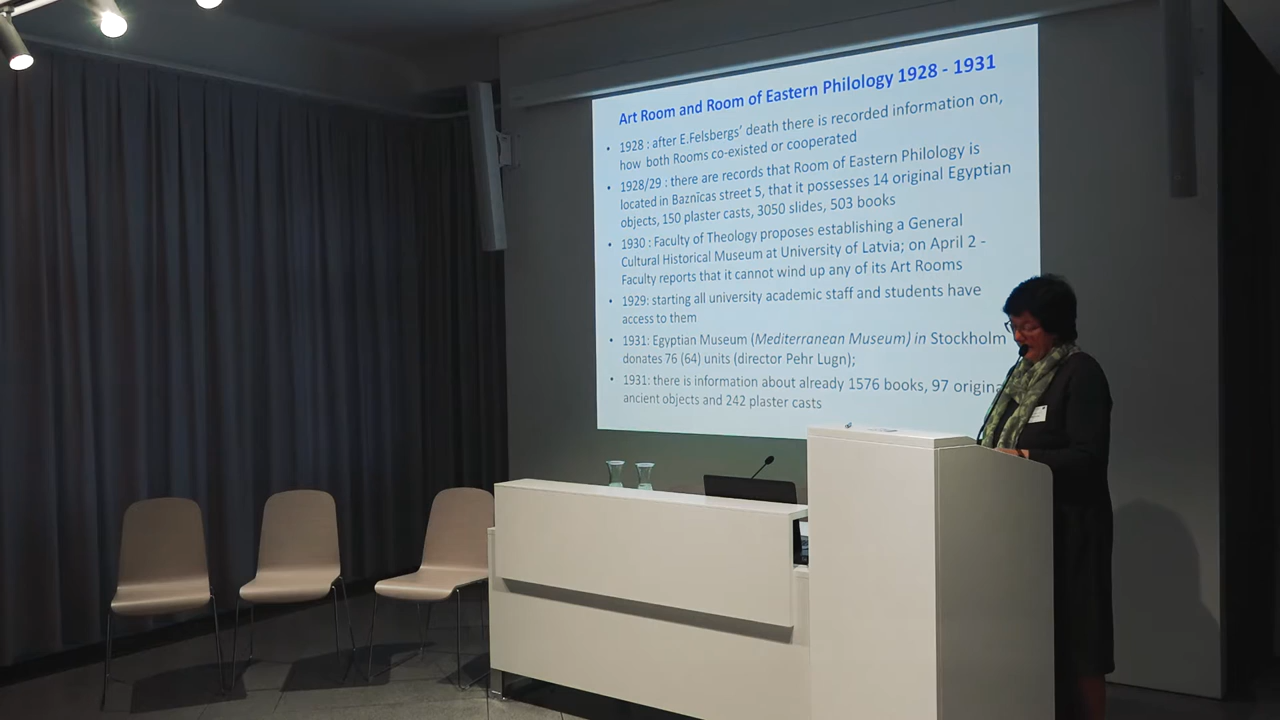 Art Room and Room of Eastern Philology 1928 - 1931
• 1928 : after E.Felsbergs' death there is recorded information on,
how both Rooms co-existed or cooperated
• 1928/29 : there are records that Room of Eastern Philology is
located in Baznīcas street 5, that it possesses 14 original Egyptian
objects, 150 plaster casts, 3050 slides, 503 books
• 1930 : Faculty of Theology proposes establishing a General
Cultural Historical Museum at University of Latvia; on April 2 -
Faculty reports that it cannot wind up any of its Art Rooms
• 1929: starting all university academic staff and students have
access to them
• 1931: Egyptian Museum (Mediterranean Museum) in Stockholm
donates 76 (64) units (director Pehr Lugn);
• 1931: there is information about already 1576 books, 97 origina
ancient objects and 242 plaster casts